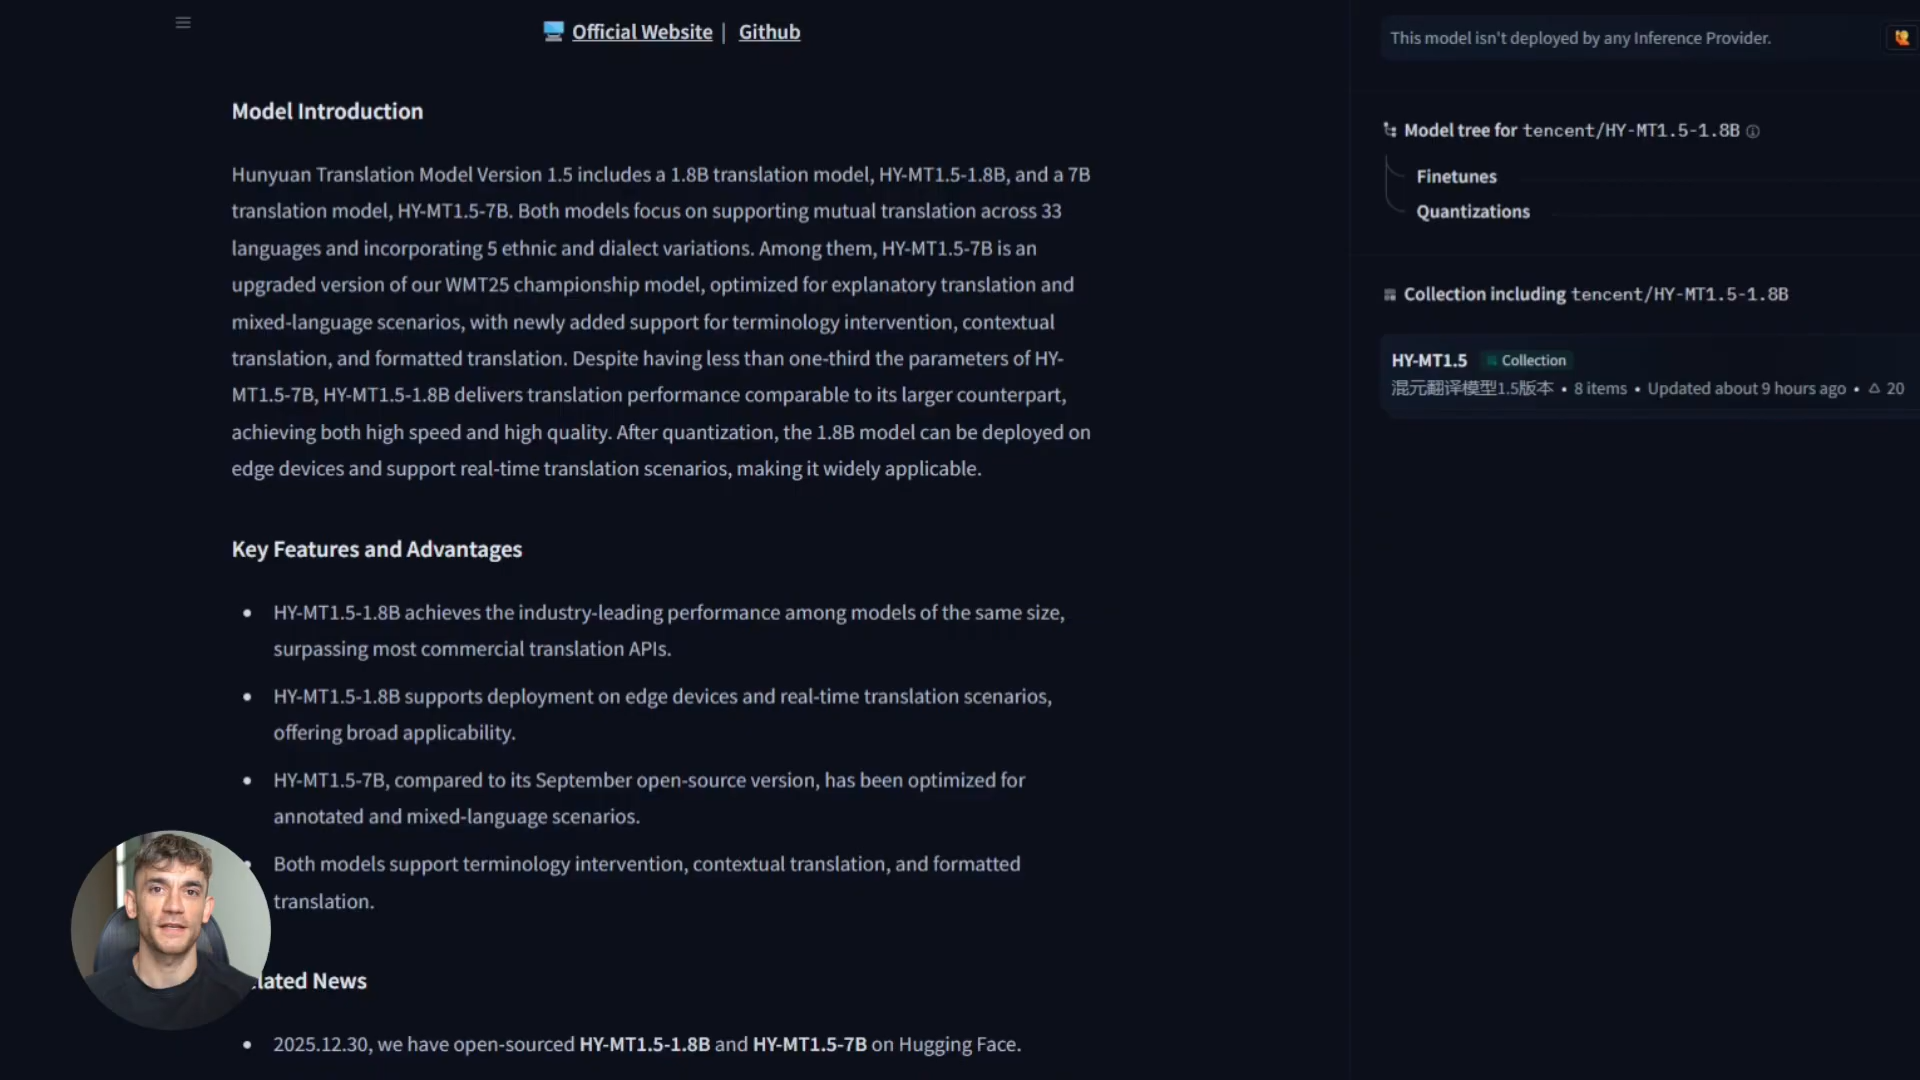 Official Website | Github
Model Introduction
Hunyuan Translation Model Version 1.5 includes a 1.8B translation model, HY-MT1.5-1.8B, and a 7B
translation model, HY-MT1.5-7B. Both models focus on supporting mutual translation across 33
languages and incorporating 5 ethnic and dialect variations. Among them, HY-MT1.5-7B is an
upgraded version of our WMT25 championship model, optimized for explanatory translation and
mixed-language scenarios, with newly added support for terminology intervention, contextual
translation, and formatted translation. Despite having less than one-third the parameters of HY-
MT1.5-7B, HY-MT1.5-1.8B delivers translation performance comparable to its larger counterpart,
achieving both high speed and high quality. After quantization, the 1.8B model can be deployed on
edge devices and support real-time translation scenarios, making it widely applicable.
Key Features and Advantages
• HY-MT1.5-1.8B achieves the industry-leading performance among models of the same size,
surpassing most commercial translation APIs.
• HY-MT1.5-1.8B supports deployment on edge devices and real-time translation scenarios,
offering broad applicability.
• HY-MT1.5-7B, compared to its September open-source version, has been optimized for
annotated and mixed-language scenarios.
Both models support terminology intervention, contextual translation, and formatted
translation.
lated News
• 2025.12.30, we have open-sourced HY-MT1.5-1.8B and HY-MT1.5-7B on Hugging Face.
This model isn't deployed by any Inference Provider.
Model tree for tencent/HY-MT1.5-1.8B
Finetunes
Quantizations
Collection including tencent/HY-MT1.5-1.8B
HY-MT1.5 Collection
混元翻译模型1.5版本 • 8 items • Updated about 9 hours ago • △ 20